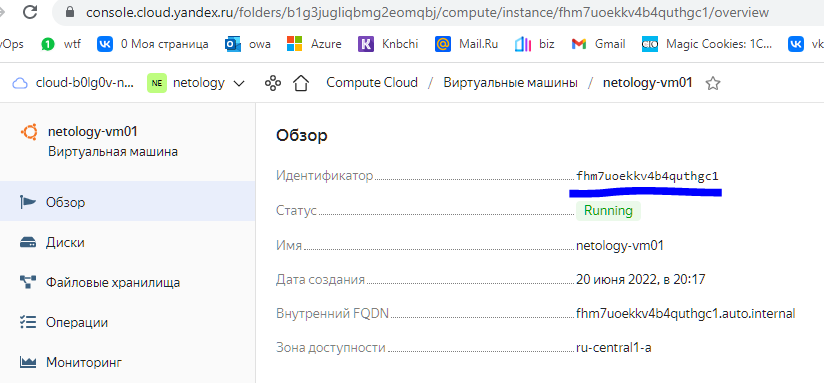 console.cloud.yandex.ru/folders/b1g3jugliqbmg2eomqbj/compute/instance/fhm7uoekkv4b4quthgc1/overview
vOps 1 0 Моя страница owa Azure Knbchi Mail.Ru biz Gmail Magic Cookies: 1C... vk
cloud-b0lg0v-n... NE netology Compute Cloud / Виртуальные машины / netology-vm01
netology-vm01
Виртуальная машина
Обзор
Диски
Файловые хранилища
Операции
Мониторинг
Обзор
Идентификатор fhm7uoekkv4b4quthgc1
Статус Running
Имя netology-vm01
Дата создания 20 июня 2022, в 20:17
Внутренний FQDN fhm7uoekkv4b4quthgc1.auto.internal
Зона доступности ru-central1-a